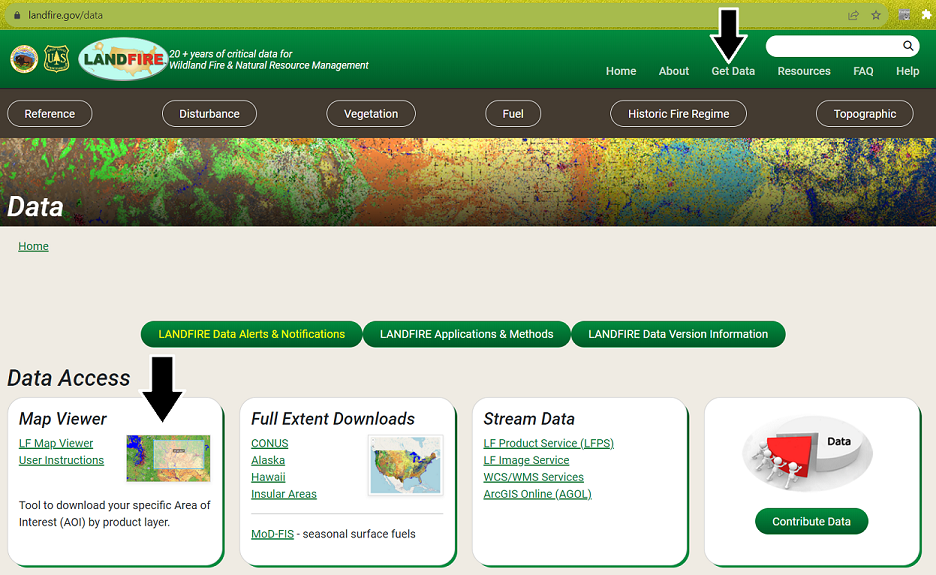 landfire.gov/data
LANDFIRE
20 + years of critical data for
Wildland Fire & Natural Resource Management
Home About Get Data Resources FAQ Help
Reference Disturbance Vegetation Fuel Historic Fire Regime Topographic
Data
Home
LANDFIRE Data Alerts & Notifications LANDFIRE Applications & Methods LANDFIRE Data Version Information
Data Access
Map Viewer
LF Map Viewer
User Instructions
Tool to download your specific Area of
Interest (AOI) by product layer.
Full Extent Downloads
CONUS
Alaska
Hawaii
Insular Areas
MoD-FIS - seasonal surface fuels
Stream Data
LF Product Service (LFPS)
LF Image Service
WCS/WMS Services
ArcGIS Online (AGOL)
Data
Contribute Data